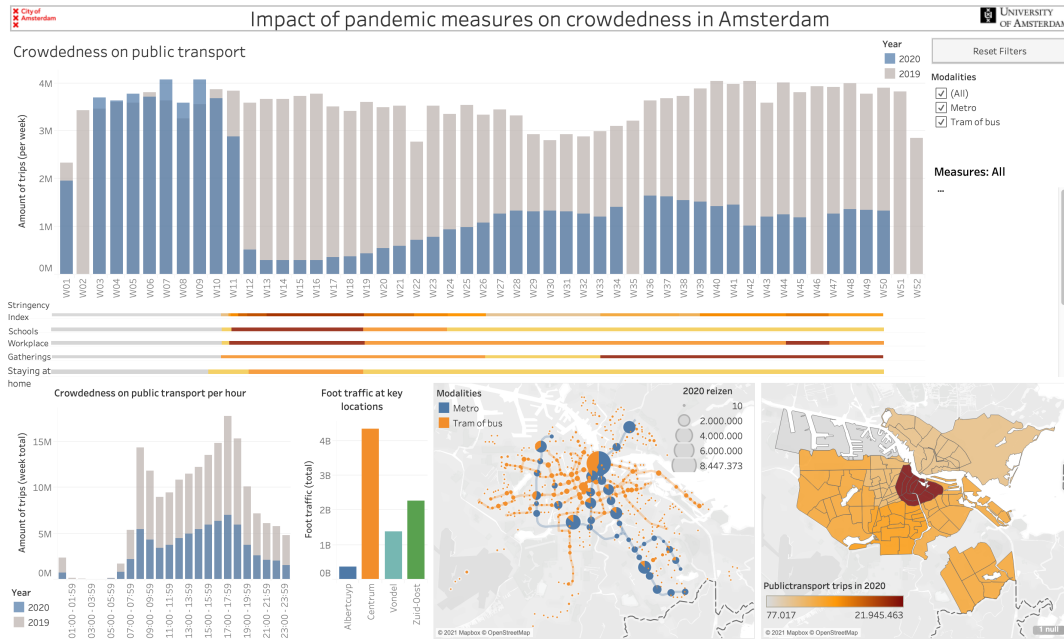 City of
Amsterdam
Impact of pandemic measures on crowdedness in Amsterdam
UNIVERSITY
OF AMSTERDAM
Crowdedness on public transport
Year
2020
2019
Reset Filters
Modalities
(All)
Metro
Tram of bus
Measures: All
...
Amount of trips (per week)
4M
3M
2M
1M
0M
W01 W02 W03 W04 W05 W06 W07 W08 W09 W10 W11 W12 W13 W14 W15 W16 W17 W18 W19 W20 W21 W22 W23 W24 W25 W26 W27 W28 W29 W30 W31 W32 W33 W34 W35 W36 W37 W38 W39 W40 W41 W42 W43 W44 W45 W46 W47 W48 W49 W50 W51 W52
Stringency
Index
Schools
Workplace
Gatherings
Staying at
home
Crowdedness on public transport per hour
Amount of trips (week total)
15M
10M
5M
0M
01:00 - 01:59
03:00 - 03:59
05:00 - 05:59
07:00 - 07:59
09:00 - 09:59
11:00 - 11:59
13:00 - 13:59
15:00 - 15:59
17:00 - 17:59
19:00 - 19:59
21:00 - 21:59
23:00 - 23:59
Year
2020
2019
Foot traffic at key
locations
Foot traffic (total)
4B
3B
2B
1B
0B
Albertcuyp
Centrum
Vondel
Zuid-Oost
Modalities
Metro
Tram of bus
2020 reizen
10
2.000.000
4.000.000
6.000.000
8.447.373
© 2021 Mapbox © OpenStreetMap
Publictransport trips in 2020
77.017
21.945.463
© 2021 Mapbox © OpenStreetMap
1 null